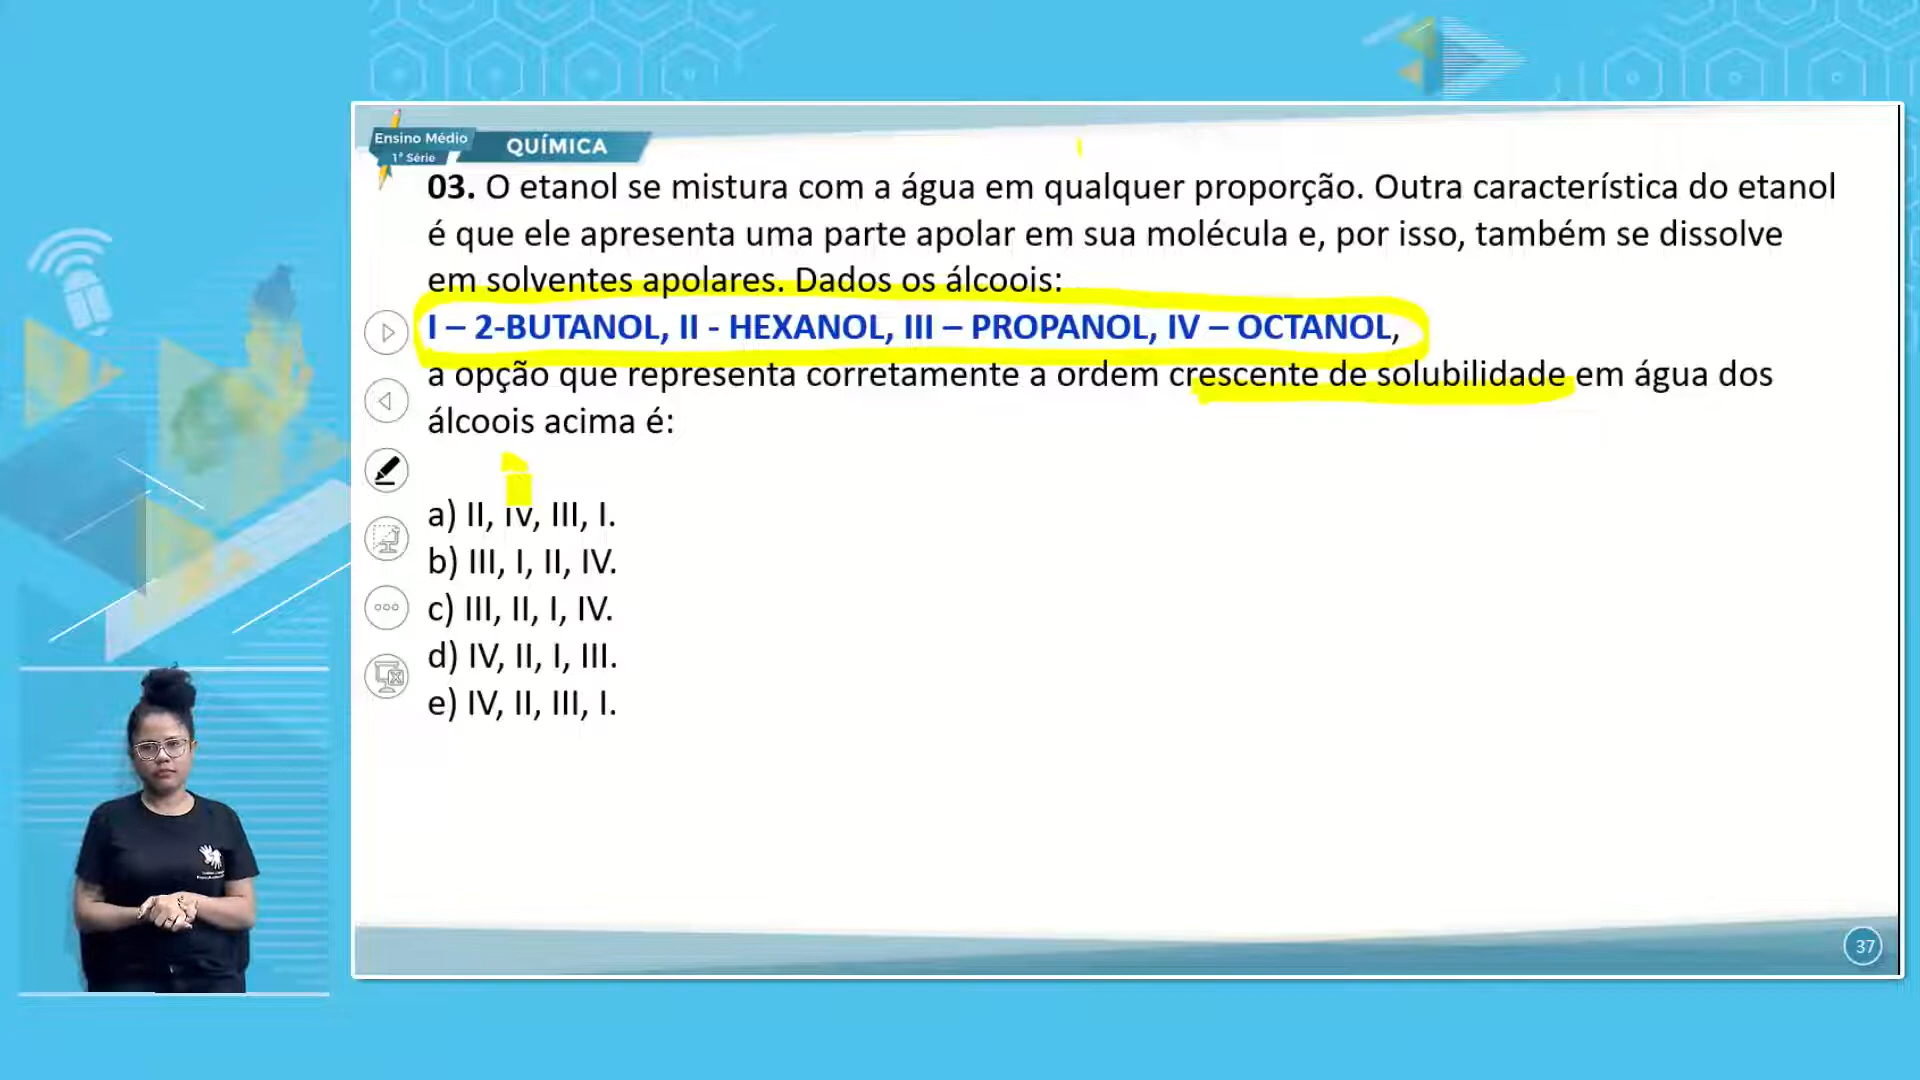 Ensino Médio
1ª Série
QUÍMICA
03. O etanol se mistura com a água em qualquer proporção. Outra característica do etanol
é que ele apresenta uma parte apolar em sua molécula e, por isso, também se dissolve
em solventes apolares. Dados os álcoois:
I – 2-BUTANOL, II - HEXANOL, III – PROPANOL, IV – OCTANOL,
a opção que representa corretamente a ordem crescente de solubilidade em água dos
álcoois acima é:
a) II, IV, III, I.
b) III, I, II, IV.
c) III, II, I, IV.
d) IV, II, I, III.
e) IV, II, III, I.
37